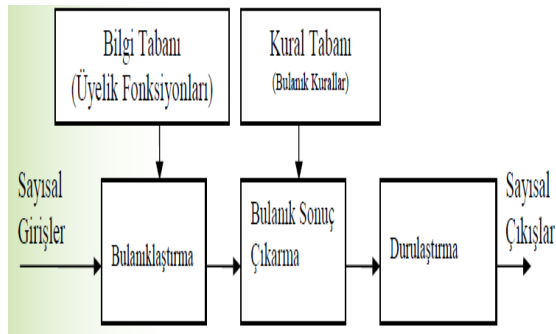 Bilgi Tabanı
(Üyelik Fonksiyonları)
Kural Tabanı
(Bulanık Kurallar)
Sayısal
Girişler
Bulanıklaştırma
Bulanık Sonuç
Çıkarma
Durulaştırma
Sayısal
Çıkışlar